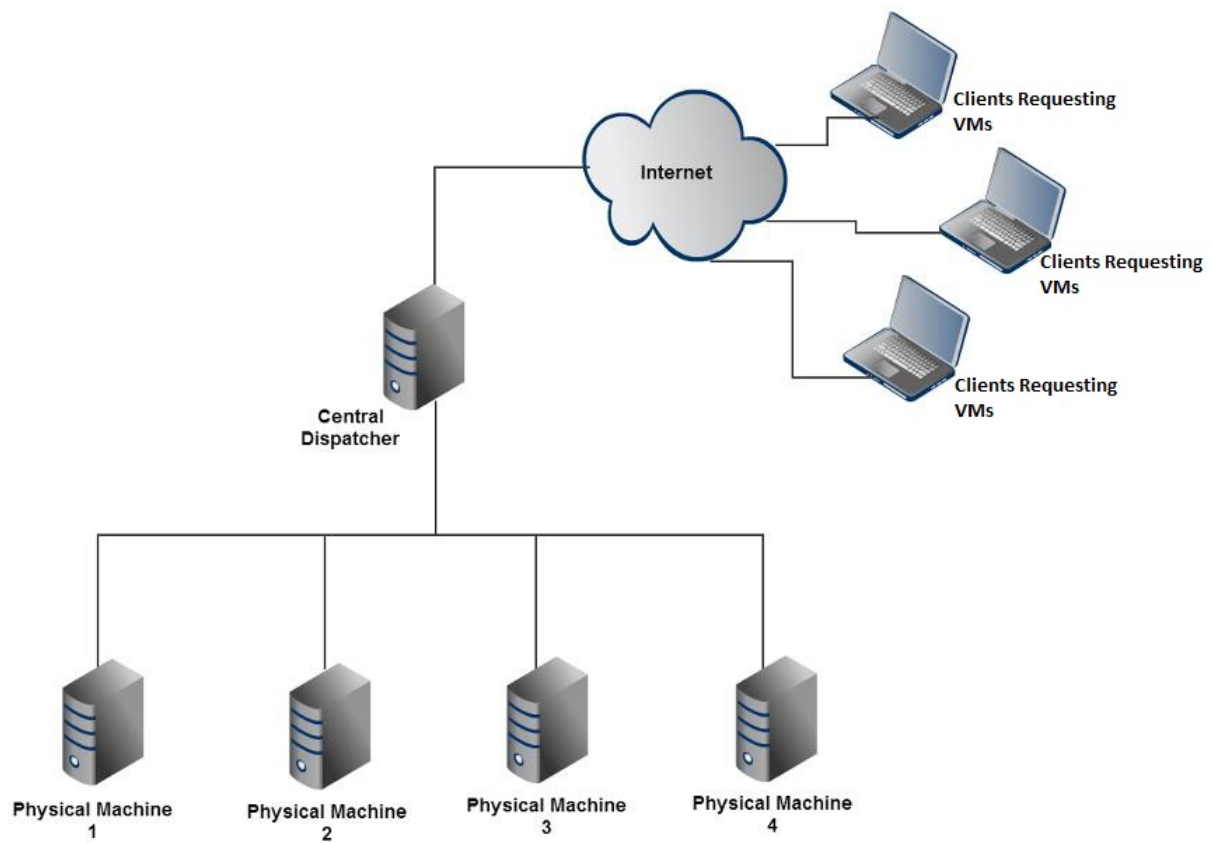 Clients Requesting
VMs
Internet
Clients Requesting
VMs
Clients Requesting
VMs
Central
Dispatcher
Physical Machine
1
Physical Machine
2
Physical Machine
3
Physical Machine
4